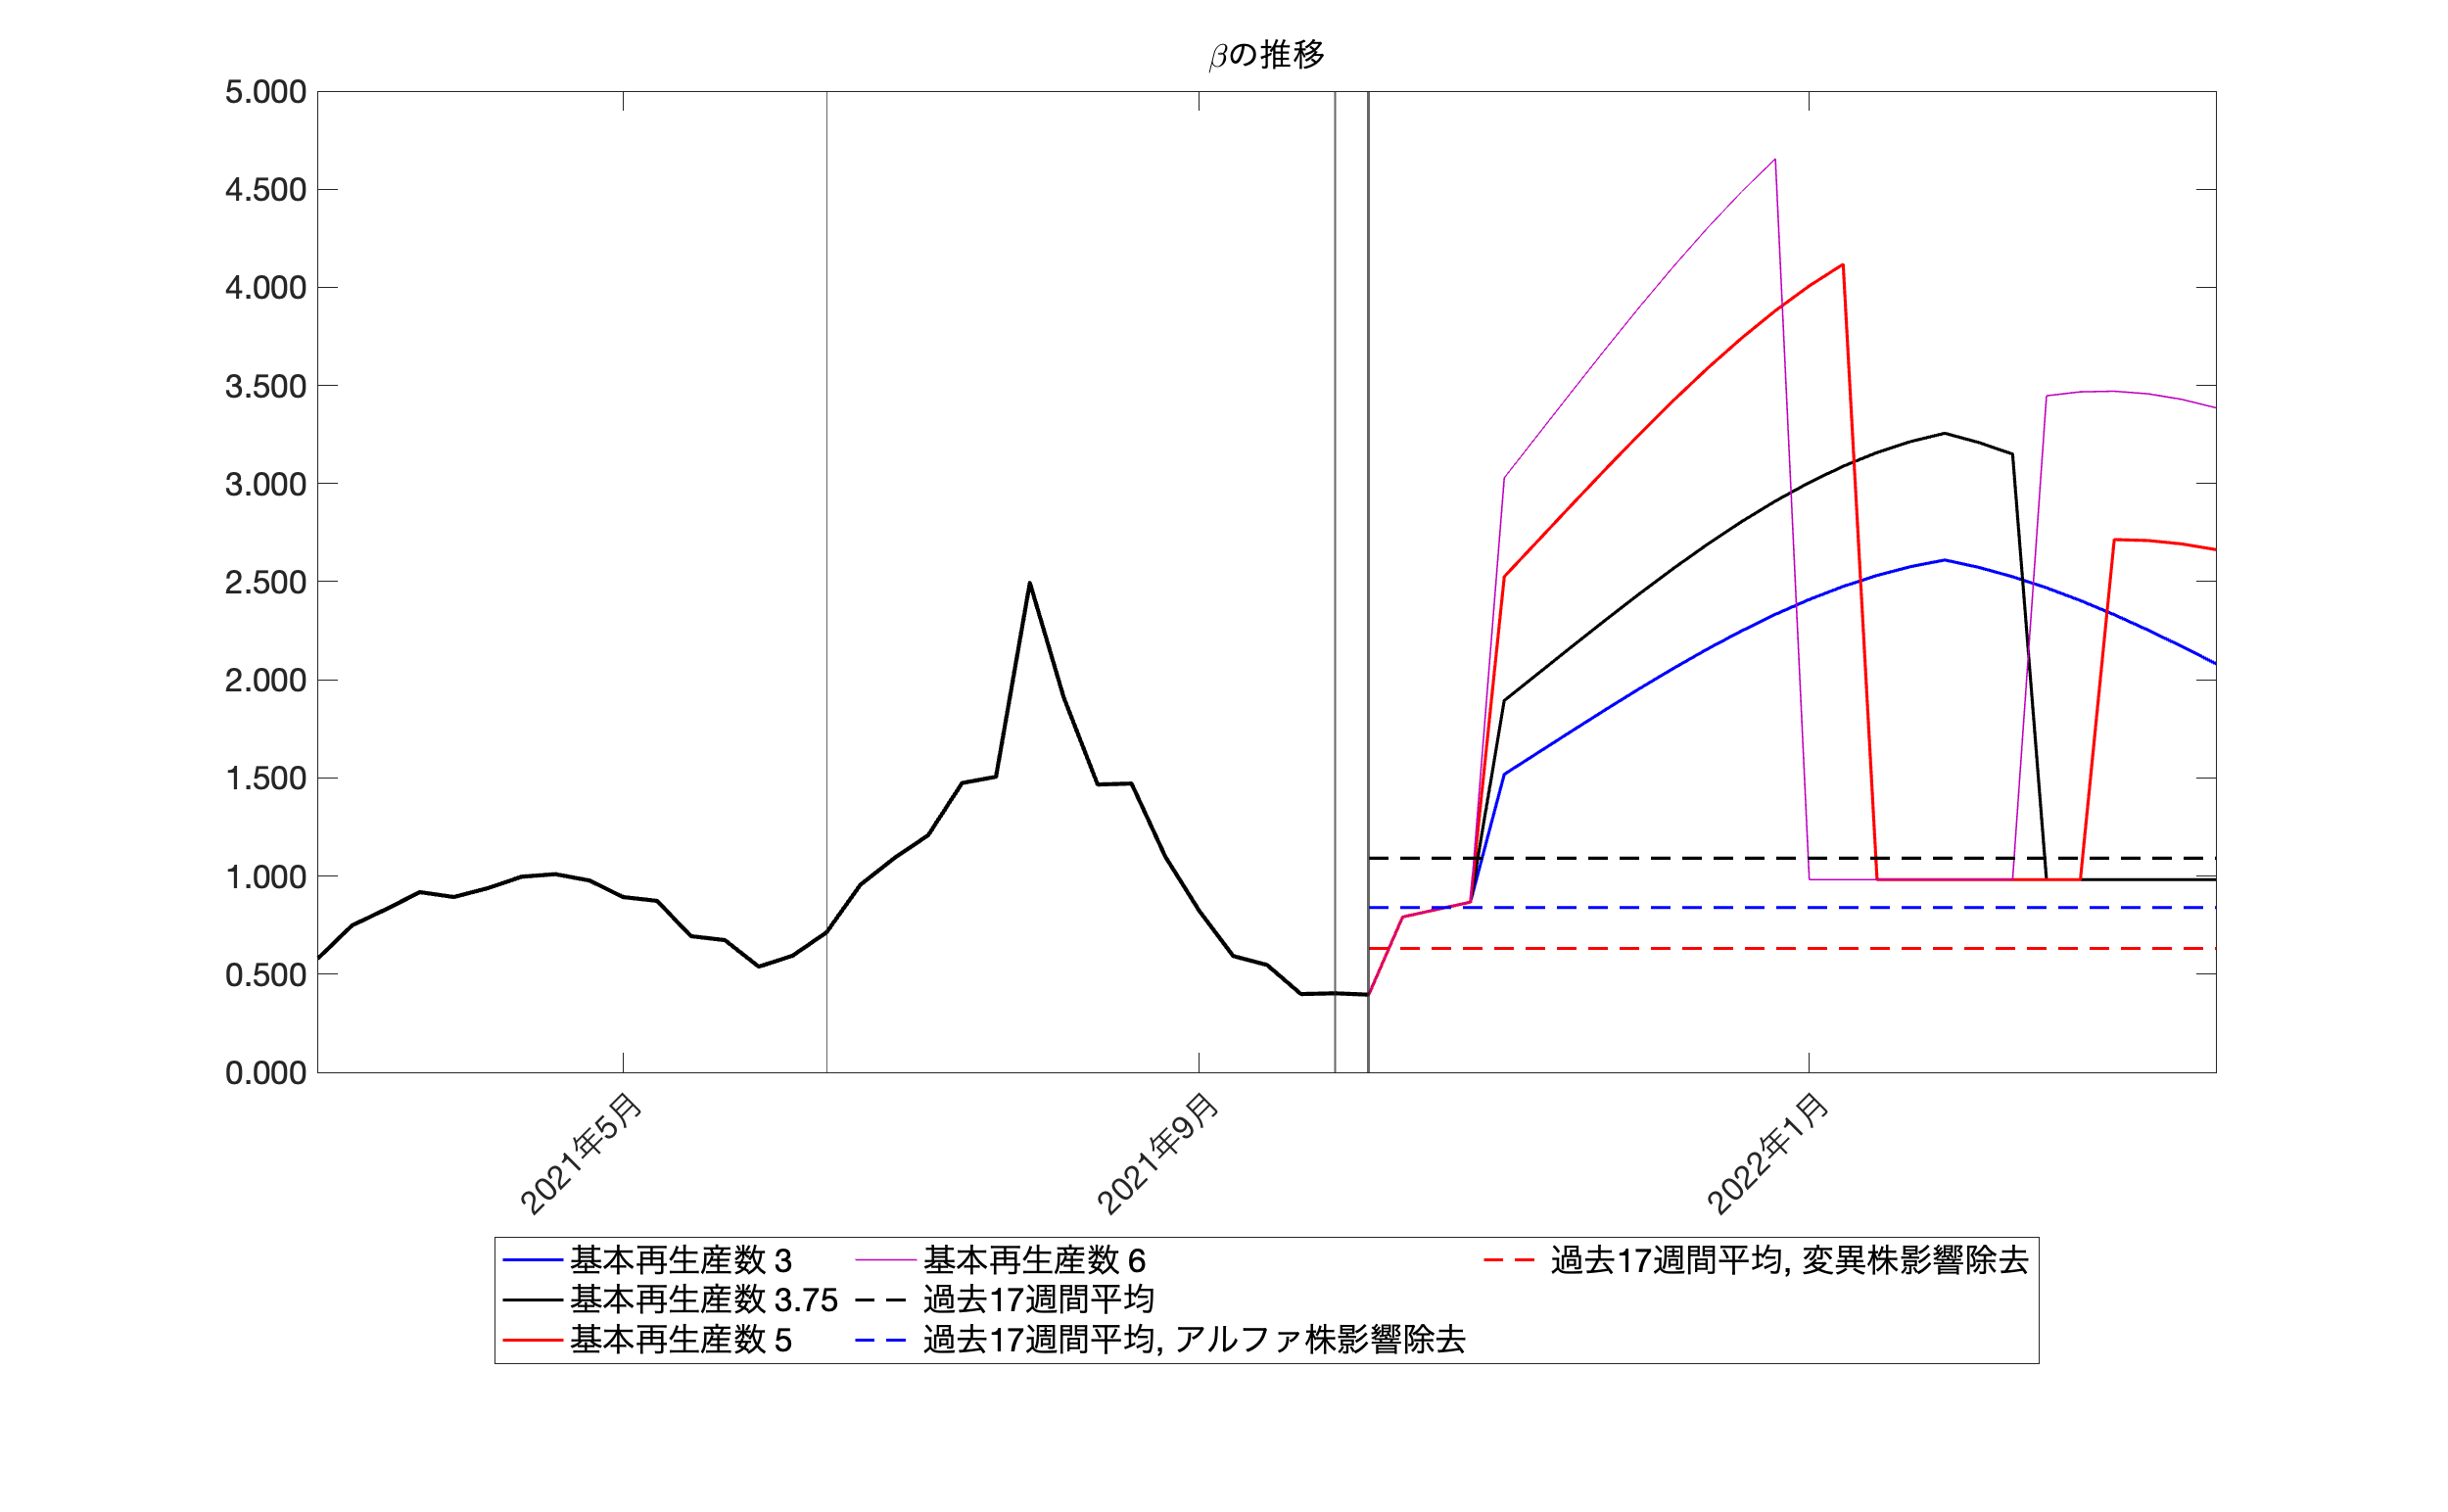 βの推移
5.000
4.500
4.000
3.500
3.000
2.500
2.000
1.500
1.000
0.500
0.000
2021年5月
2021年9月
2022年1月
基本再生産数 3
基本再生産数 3.75
基本再生産数 5
基本再生産数 6
過去17週間平均
過去17週間平均, アルファ株影響除去
過去17週間平均, 変異株影響除去